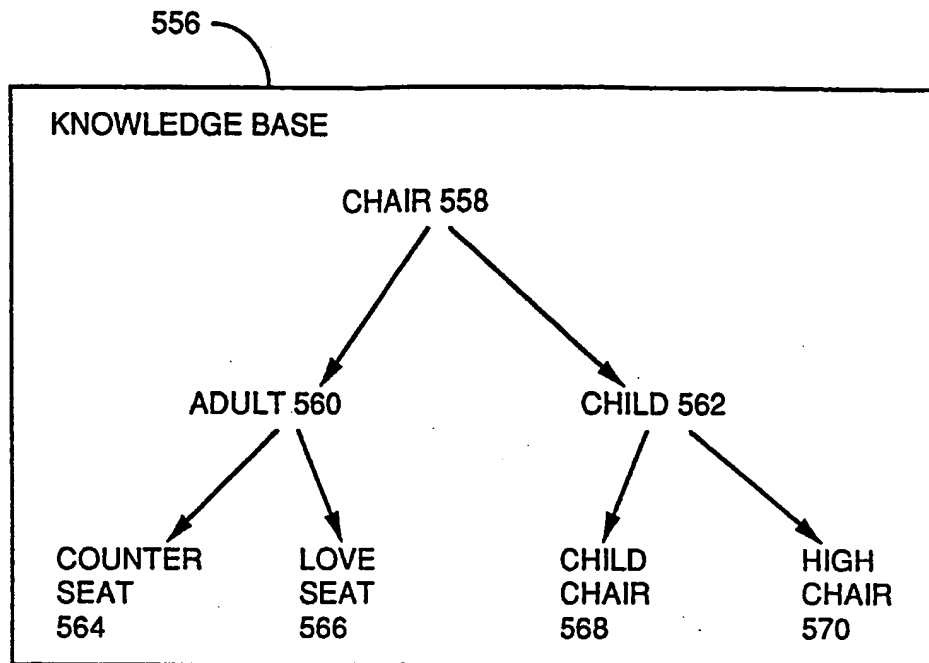 556
KNOWLEDGE BASE
CHAIR 558
ADULT 560
CHILD 562
COUNTER
SEAT
564
LOVE
SEAT
566
CHILD
CHAIR
568
HIGH
CHAIR
570